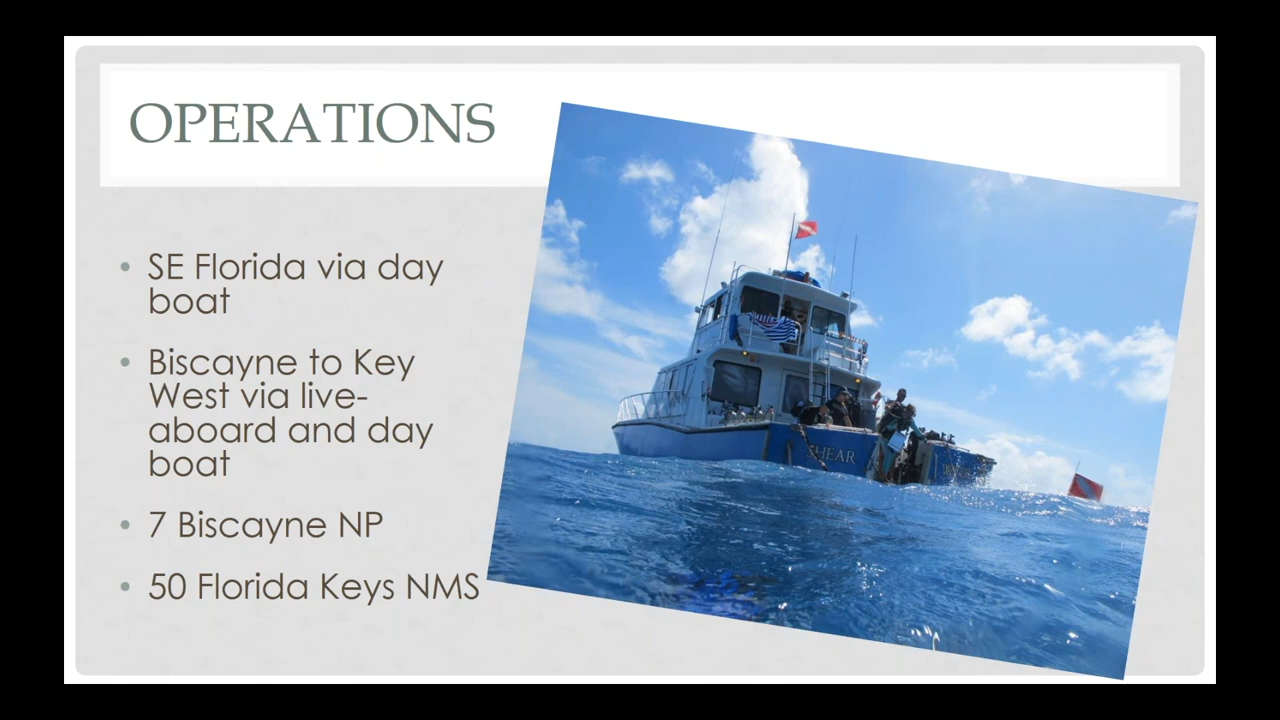 OPERATIONS
• SE Florida via day
boat
• Biscayne to Key
West via live-
aboard and day
boat
• 7 Biscayne NP
• 50 Florida Keys NMS
SHEAR